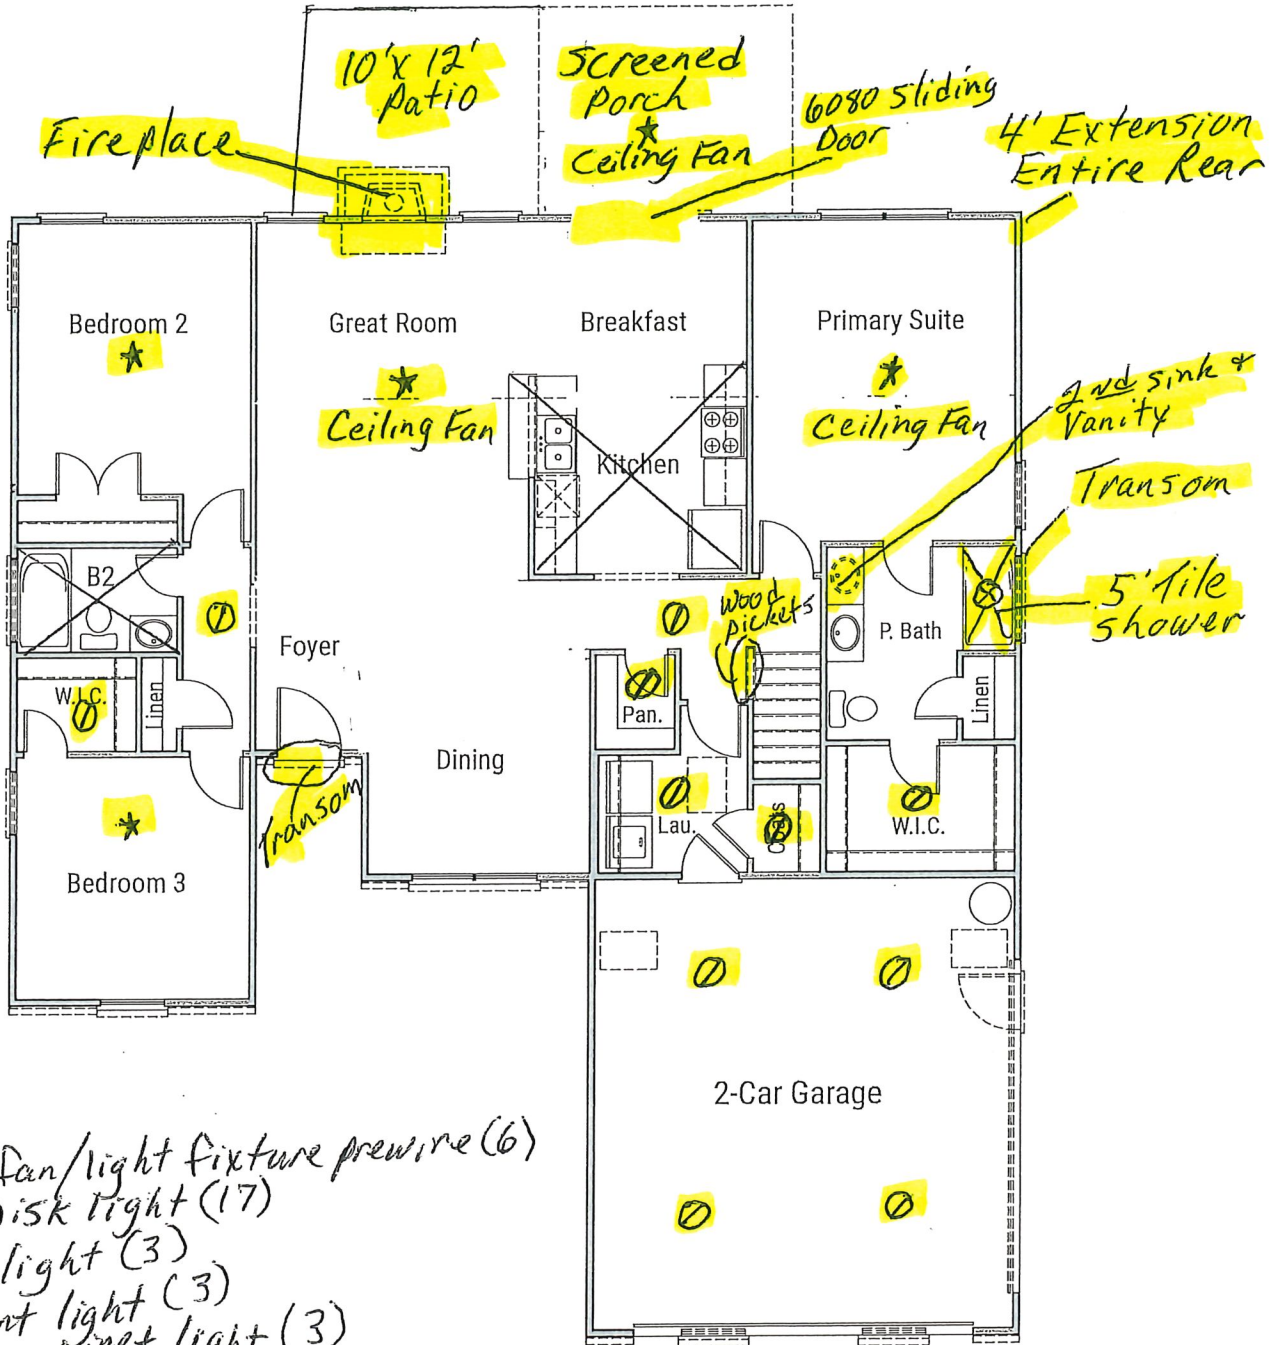 10'x 12'
Patio
Screened
Porch
Ceiling Fan
6080 Sliding
Door
4' Extension
Entire Rear
Fireplace
Bedroom 2
Great Room
Breakfast
Primary Suite
Ceiling Fan
Ceiling Fan
2nd sink &
Vanity
Kitchen
Transom
B2
5' Tile
shower
Wood
pickets
P. Bath
Foyer
W.I.C.
Linen
Pan.
Linen
Dining
Transom
Lau.
W.I.C.
Bedroom 3
2-Car Garage
fan/light fixture prewire (6)
Disk light (17)
light (3)
light (3)
light (3)